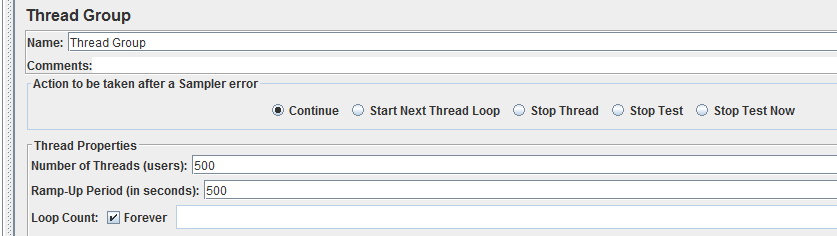 Thread Group
Name: Thread Group
Comments:
Action to be taken after a Sampler error
Continue Start Next Thread Loop Stop Thread Stop Test Stop Test Now
Thread Properties
Number of Threads (users): 500
Ramp-Up Period (in seconds): 500
Loop Count: Forever